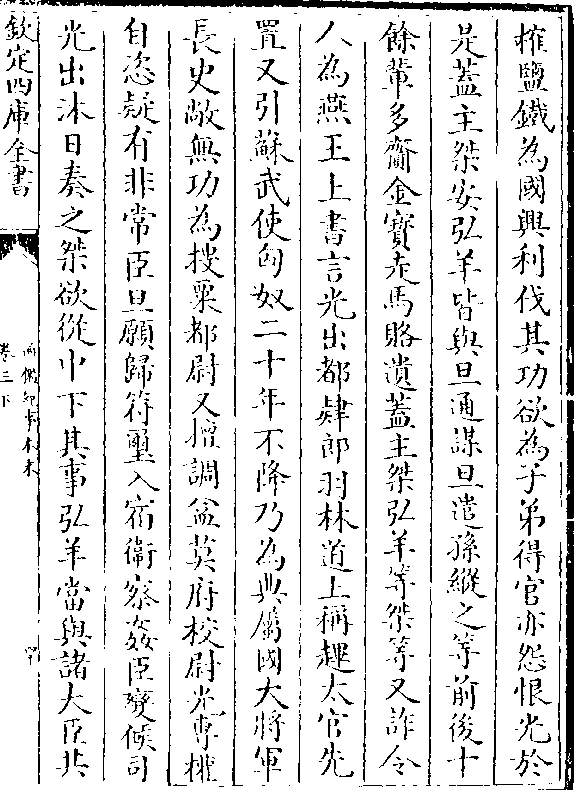 榷鹽鐵為國興利伐其功欲為子弟得官亦怨恨光於
是蓋主桀安弘羊皆與旦通謀旦遣孫縱之等前後十
餘輩多齎金寶走馬賂遺蓋主桀弘羊等桀等又詐令
人為燕王上書言光出都肄郎羽林道上稱趣太官先
置又引蘇武使匈奴二十年不降乃為典屬國大將軍
長史敞無功為搜粟都尉又擅調益莫府校尉光專權
自恣疑有非常臣旦願歸符璽入宿衞察姦臣變候司
光出沐日奏之桀欲從中下其事弘羊當與諸大臣共
欽定四庫全書
卷三下